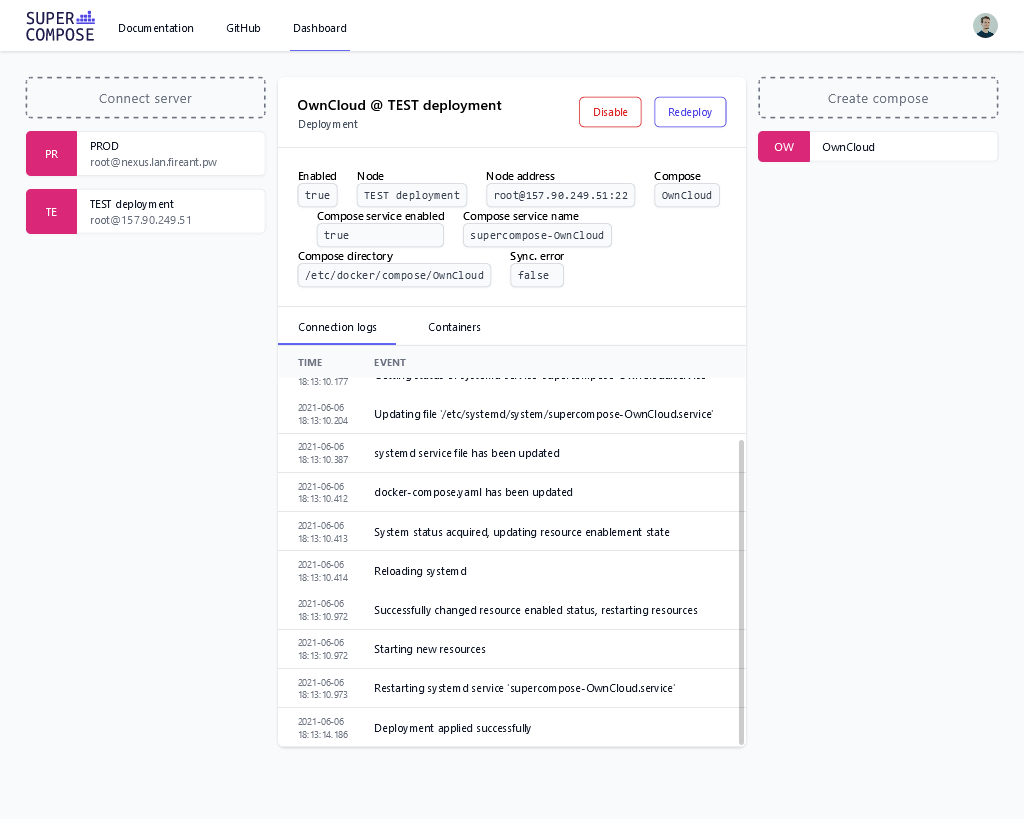 SUPER
COMPOSE
Documentation
GitHub
Dashboard
Connect server
PR
PROD
root@nexus.lan.fireant.pw
TE
TEST deployment
root@157.90.249.51
OwnCloud @ TEST deployment
Deployment
Disable
Redeploy
Enabled
true
Node
TEST deployment
Node address
root@157.90.249.51:22
Compose
OwnCloud
Compose service enabled
true
Compose service name
supercompose-OwnCloud
Compose directory
/etc/docker/compose/OwnCloud
Sync. error
false
Connection logs
Containers
TIME
EVENT
18:13:10.177
2021-06-06
18:13:10.204
Updating file '/etc/systemd/system/supercompose-OwnCloud.service'
2021-06-06
18:13:10.387
systemd service file has been updated
2021-06-06
18:13:10.412
docker-compose.yaml has been updated
2021-06-06
18:13:10.413
System status acquired, updating resource enablement state
2021-06-06
18:13:10.414
Reloading systemd
2021-06-06
18:13:10.972
Successfully changed resource enabled status, restarting resources
2021-06-06
18:13:10.972
Starting new resources
2021-06-06
18:13:10.973
Restarting systemd service 'supercompose-OwnCloud.service'
2021-06-06
18:13:14.186
Deployment applied successfully
Create compose
OW
OwnCloud